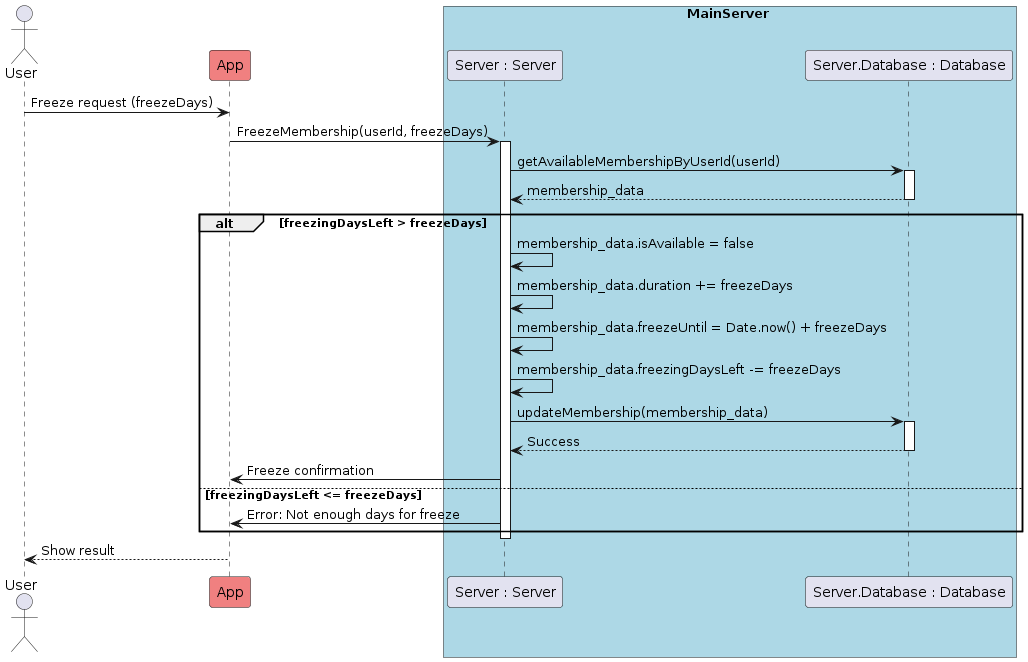 MainServer
User
App
Server : Server
Server.Database : Database
Freeze request (freezeDays)
FreezeMembership(userId, freezeDays)
getAvailableMembershipByUserId(userId)
membership_data
alt
[freezingDaysLeft > freezeDays]
membership_data.isAvailable = false
membership_data.duration += freezeDays
membership_data.freezeUntil = Date.now() + freezeDays
membership_data.freezingDaysLeft -= freezeDays
updateMembership(membership_data)
Success
Freeze confirmation
[freezingDaysLeft <= freezeDays]
Error: Not enough days for freeze
Show result
User
App
Server : Server
Server.Database : Database